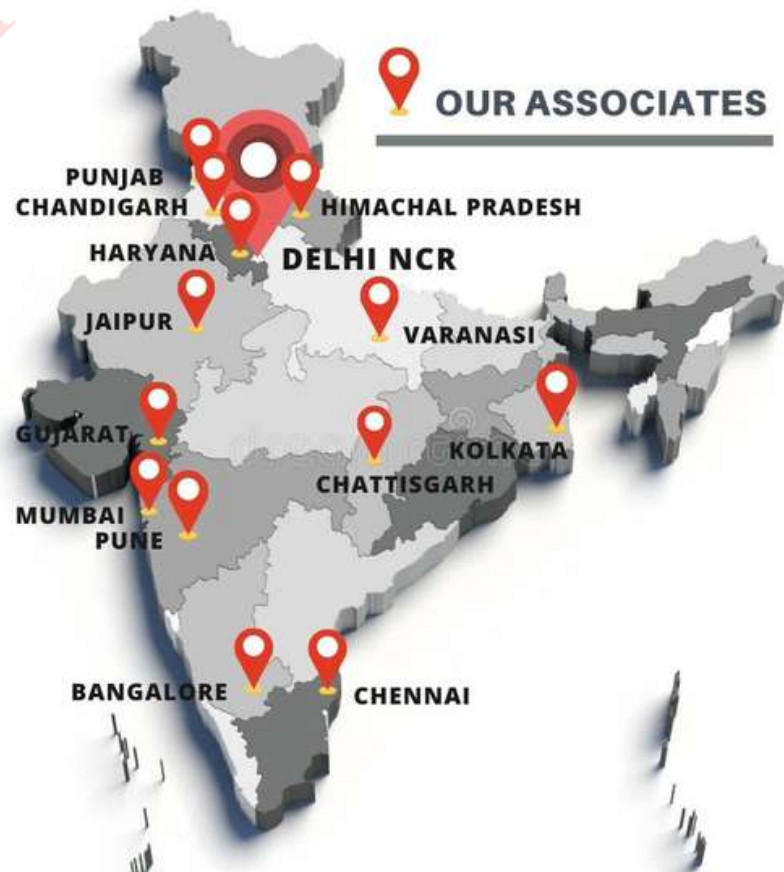 OUR ASSOCIATES
PUNJAB
CHANDIGARH
HIMACHAL PRADESH
HARYANA
DELHI NCR
JAIPUR
VARANASI
GUJARAT
KOLKATA
CHATTISGARH
MUMBAI
PUNE
BANGALORE
CHENNAI